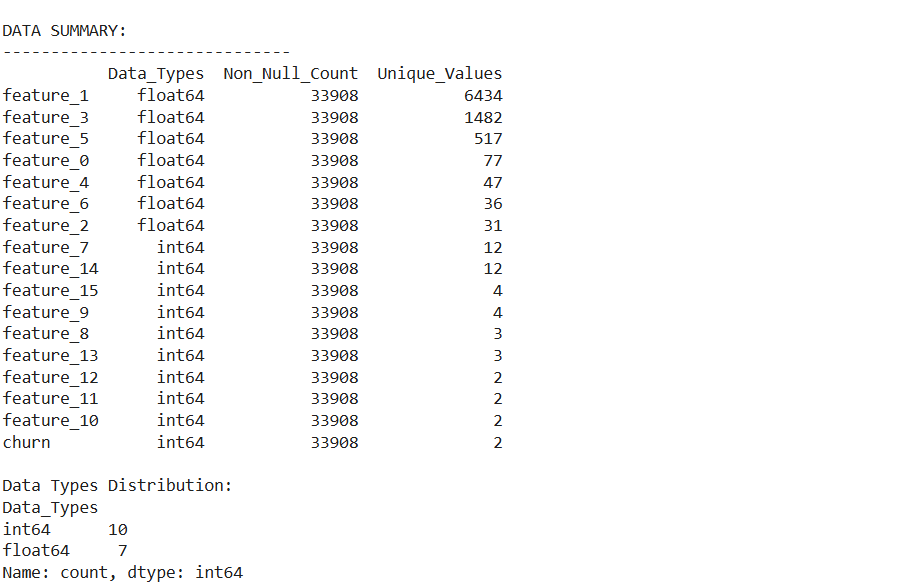 DATA SUMMARY:
------------------------------
           Data_Types  Non_Null_Count  Unique_Values
feature_1     float64           33908           6434
feature_3     float64           33908           1482
feature_5     float64           33908            517
feature_0     float64           33908             77
feature_4     float64           33908             47
feature_6     float64           33908             36
feature_2     float64           33908             31
feature_7       int64           33908             12
feature_14      int64           33908             12
feature_15      int64           33908              4
feature_9       int64           33908              4
feature_8       int64           33908              3
feature_13      int64           33908              3
feature_12      int64           33908              2
feature_11      int64           33908              2
feature_10      int64           33908              2
churn           int64           33908              2

Data Types Distribution:
Data_Types
int64      10
float64     7
Name: count, dtype: int64